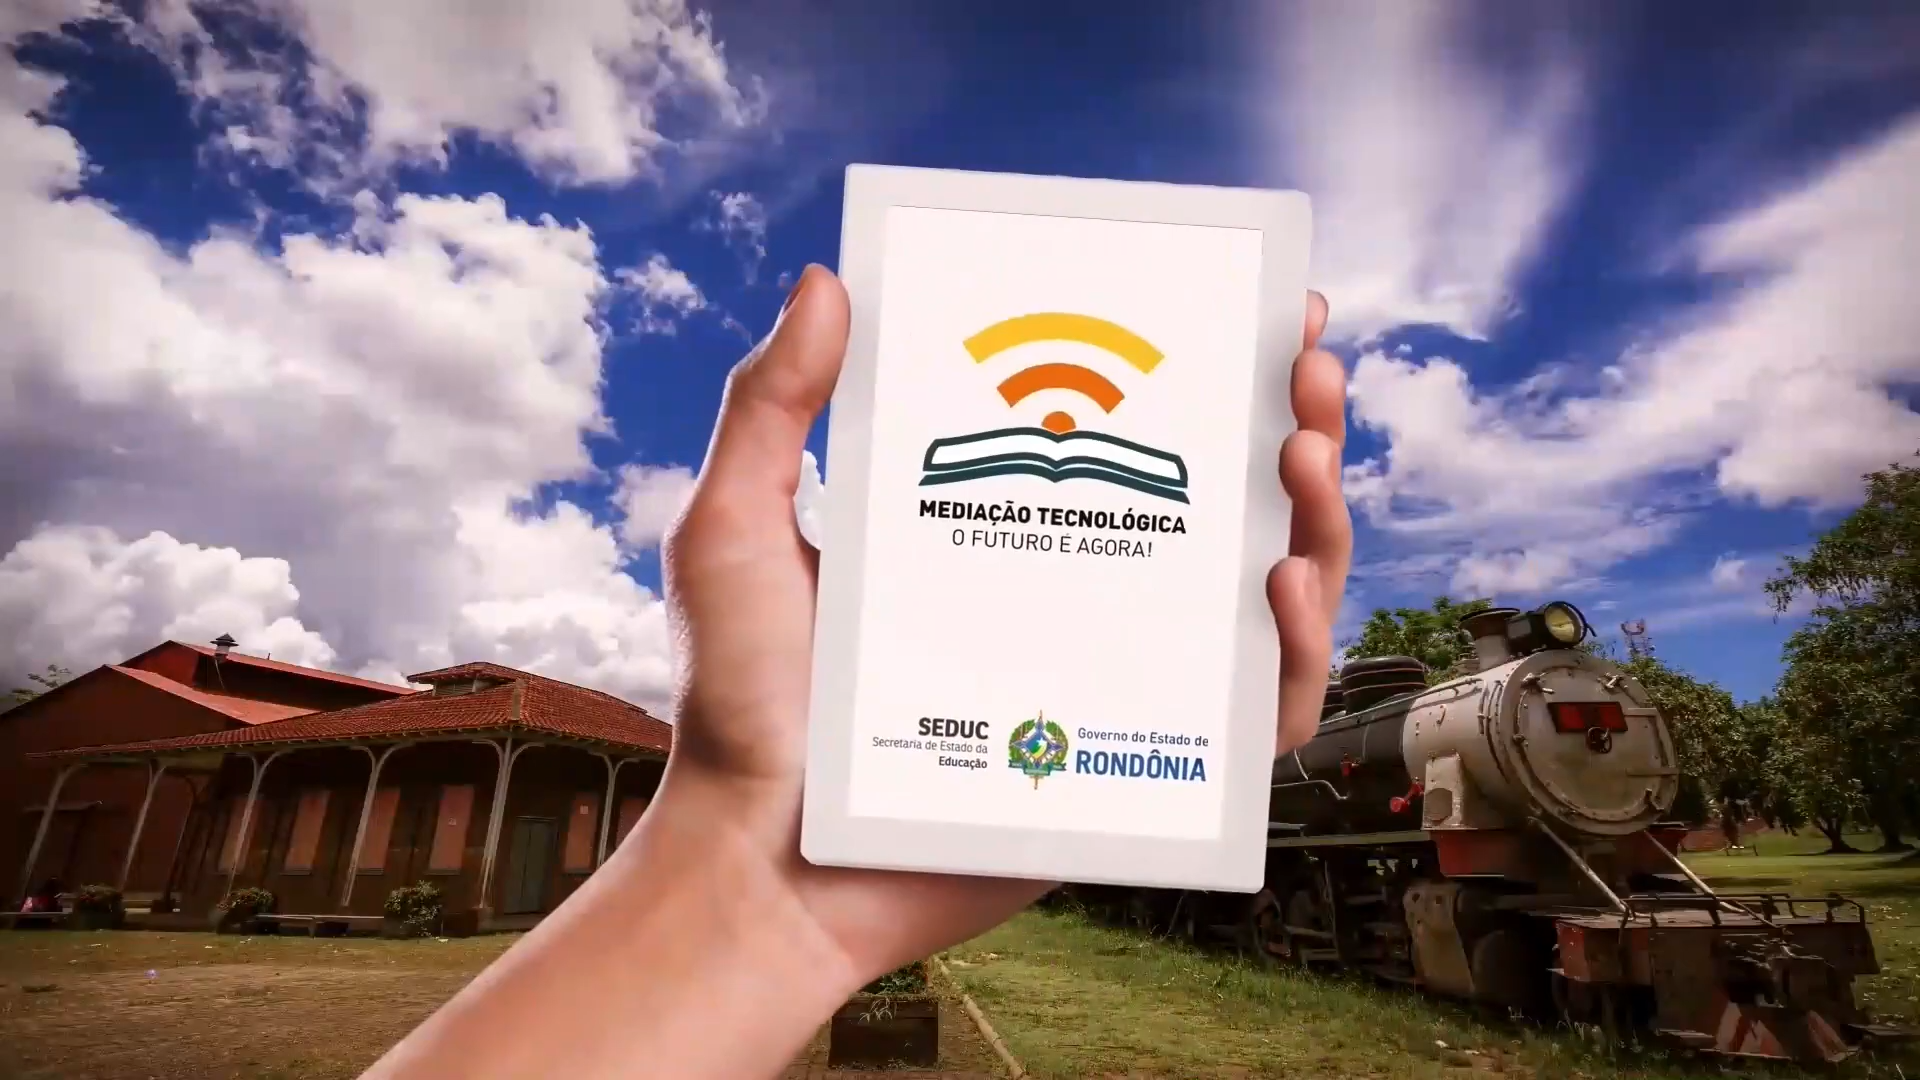 MEDIAÇÃO TECNOLÓGICA
O FUTURO É AGORA!
SEDUC
Secretaria de Estado da
Educação
Governo do Estado de
RONDÔNIA